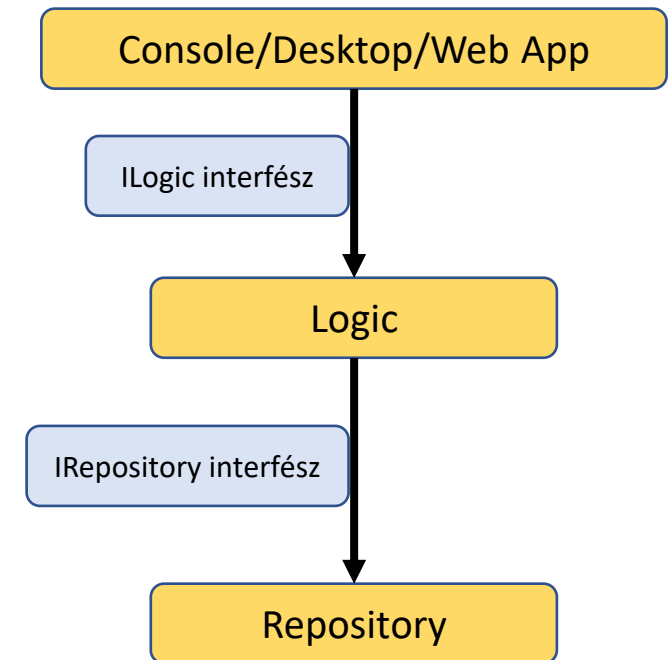 Console/Desktop/Web App
ILogic interfész
Logic
IRepository interfész
Repository